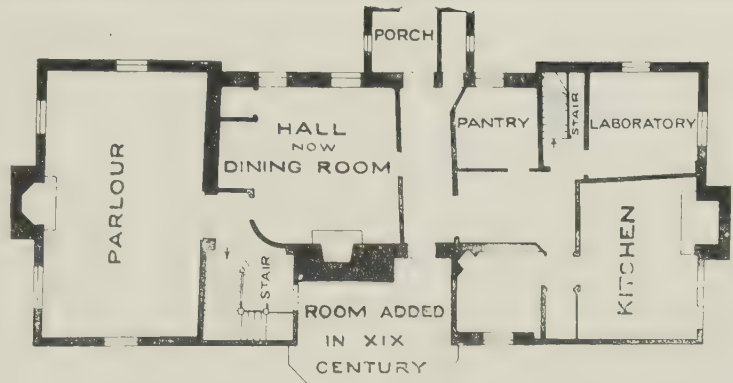 PORCH
PARLOUR
HALL
NOW
DINING ROOM
PANTRY
STAIR
LABORATORY
KITCHEN
STAIR
ROOM ADDED
IN XIX
CENTURY